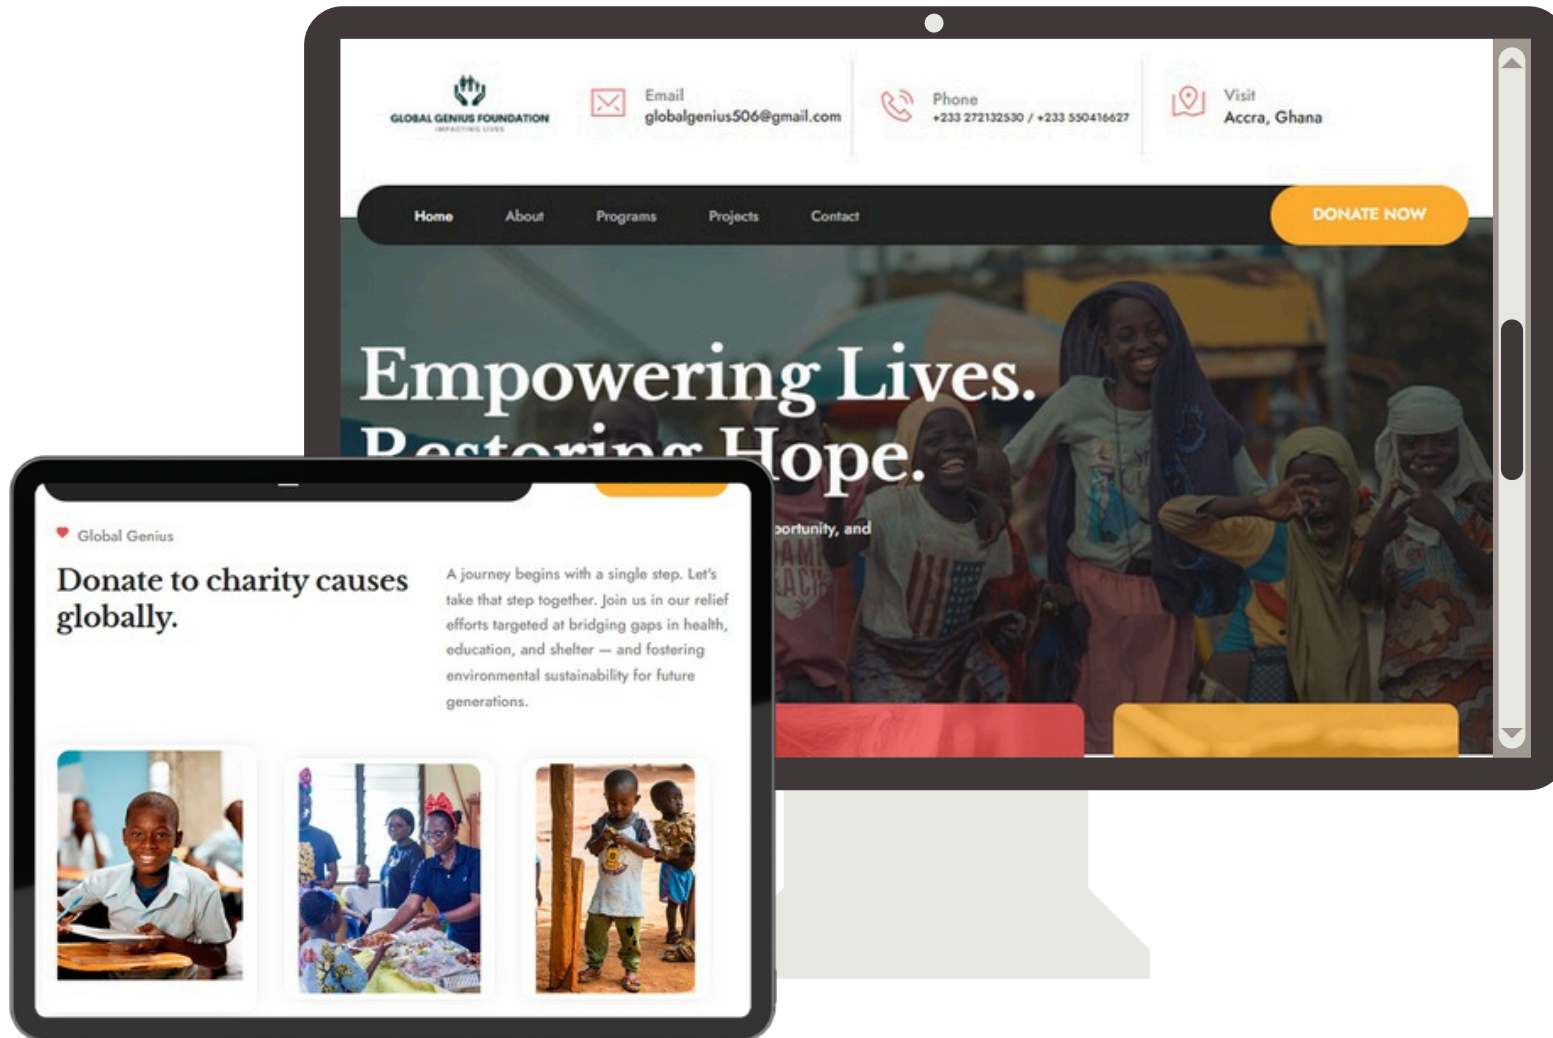 GLOBAL GENIUS FOUNDATION
IMPACTING LIVES
Email
globalgenius506@gmail.com
Phone
+233 272132530 / +233 550416627
Visit
Accra, Ghana
Home About Programs Projects Contact
DONATE NOW
Empowering Lives.
Restoring Hope.
portunity, and
Global Genius
Donate to charity causes
globally.
A journey begins with a single step. Let's
take that step together. Join us in our relief
efforts targeted at bridging gaps in health,
education, and shelter — and fostering
environmental sustainability for future
generations.